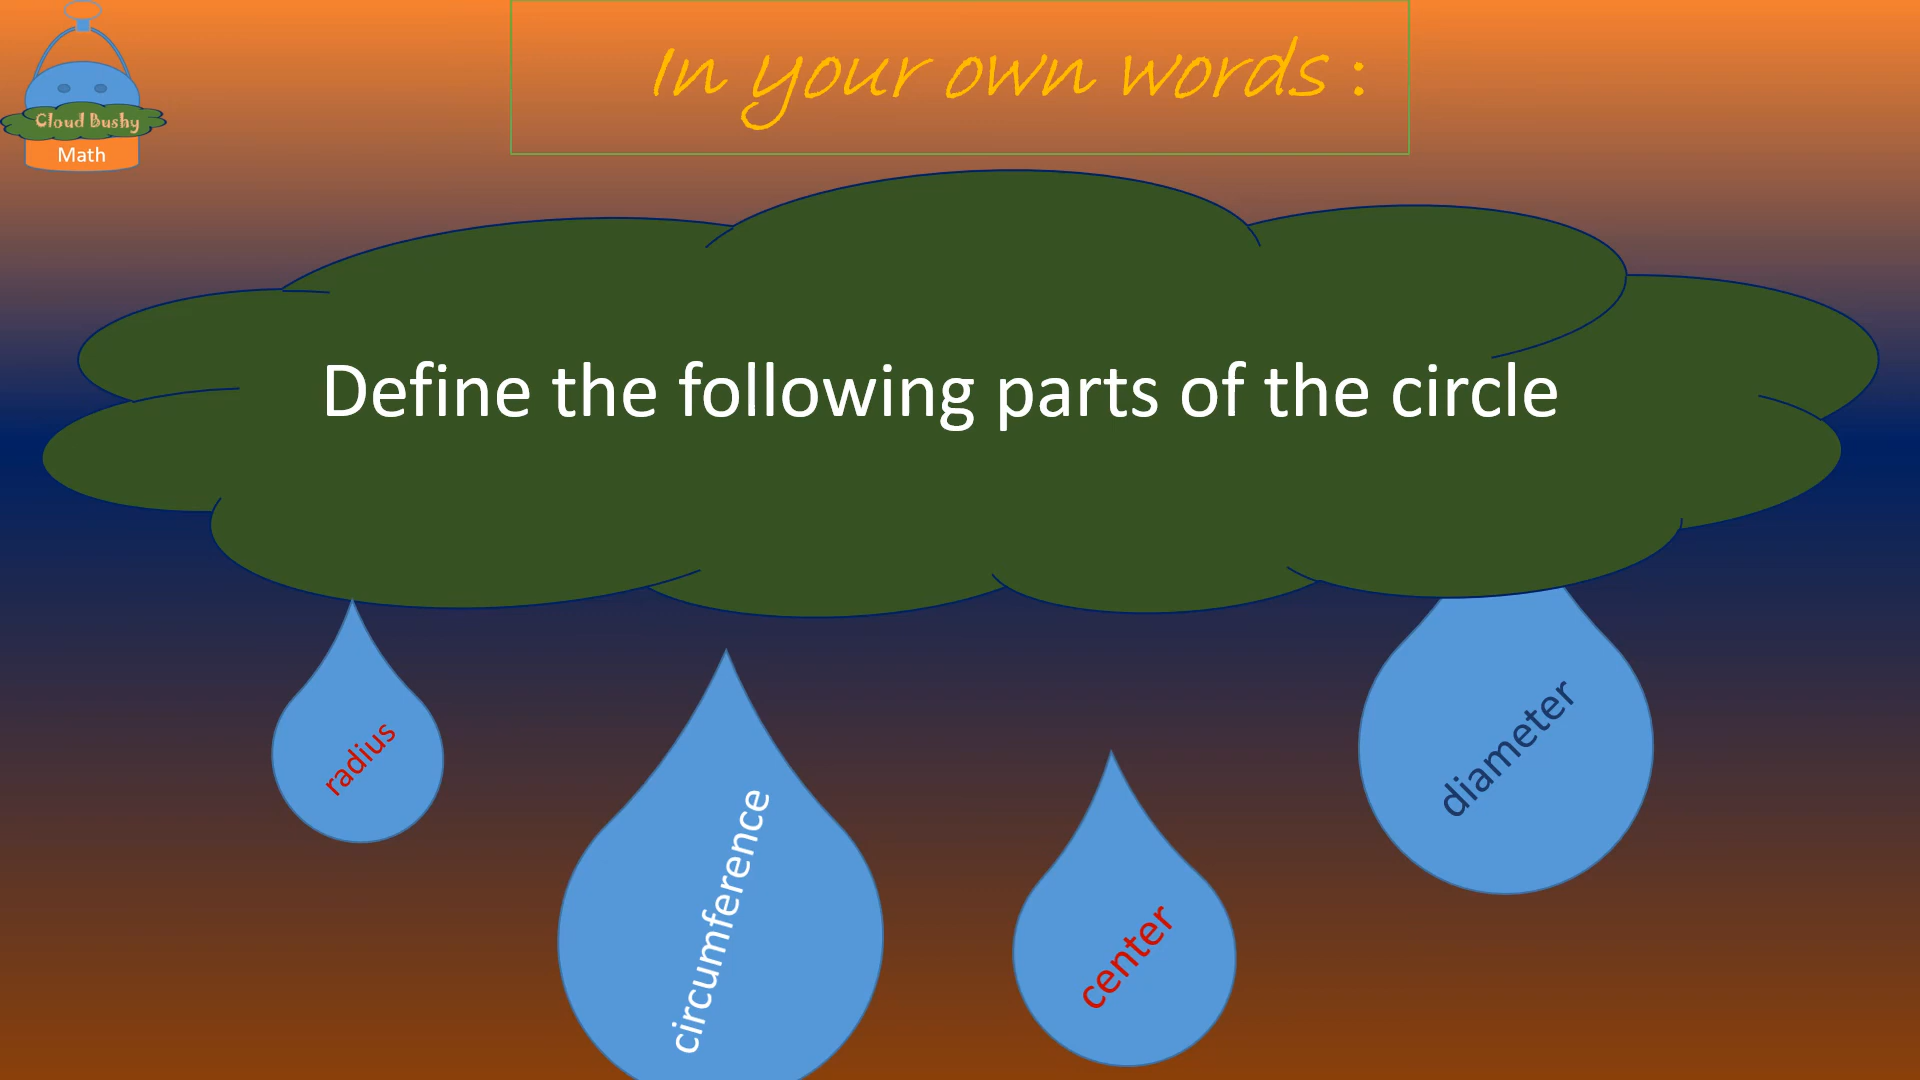 Cloud Bushy
Math
In your own words :
Define the following parts of the circle
radius
circumference
center
diameter